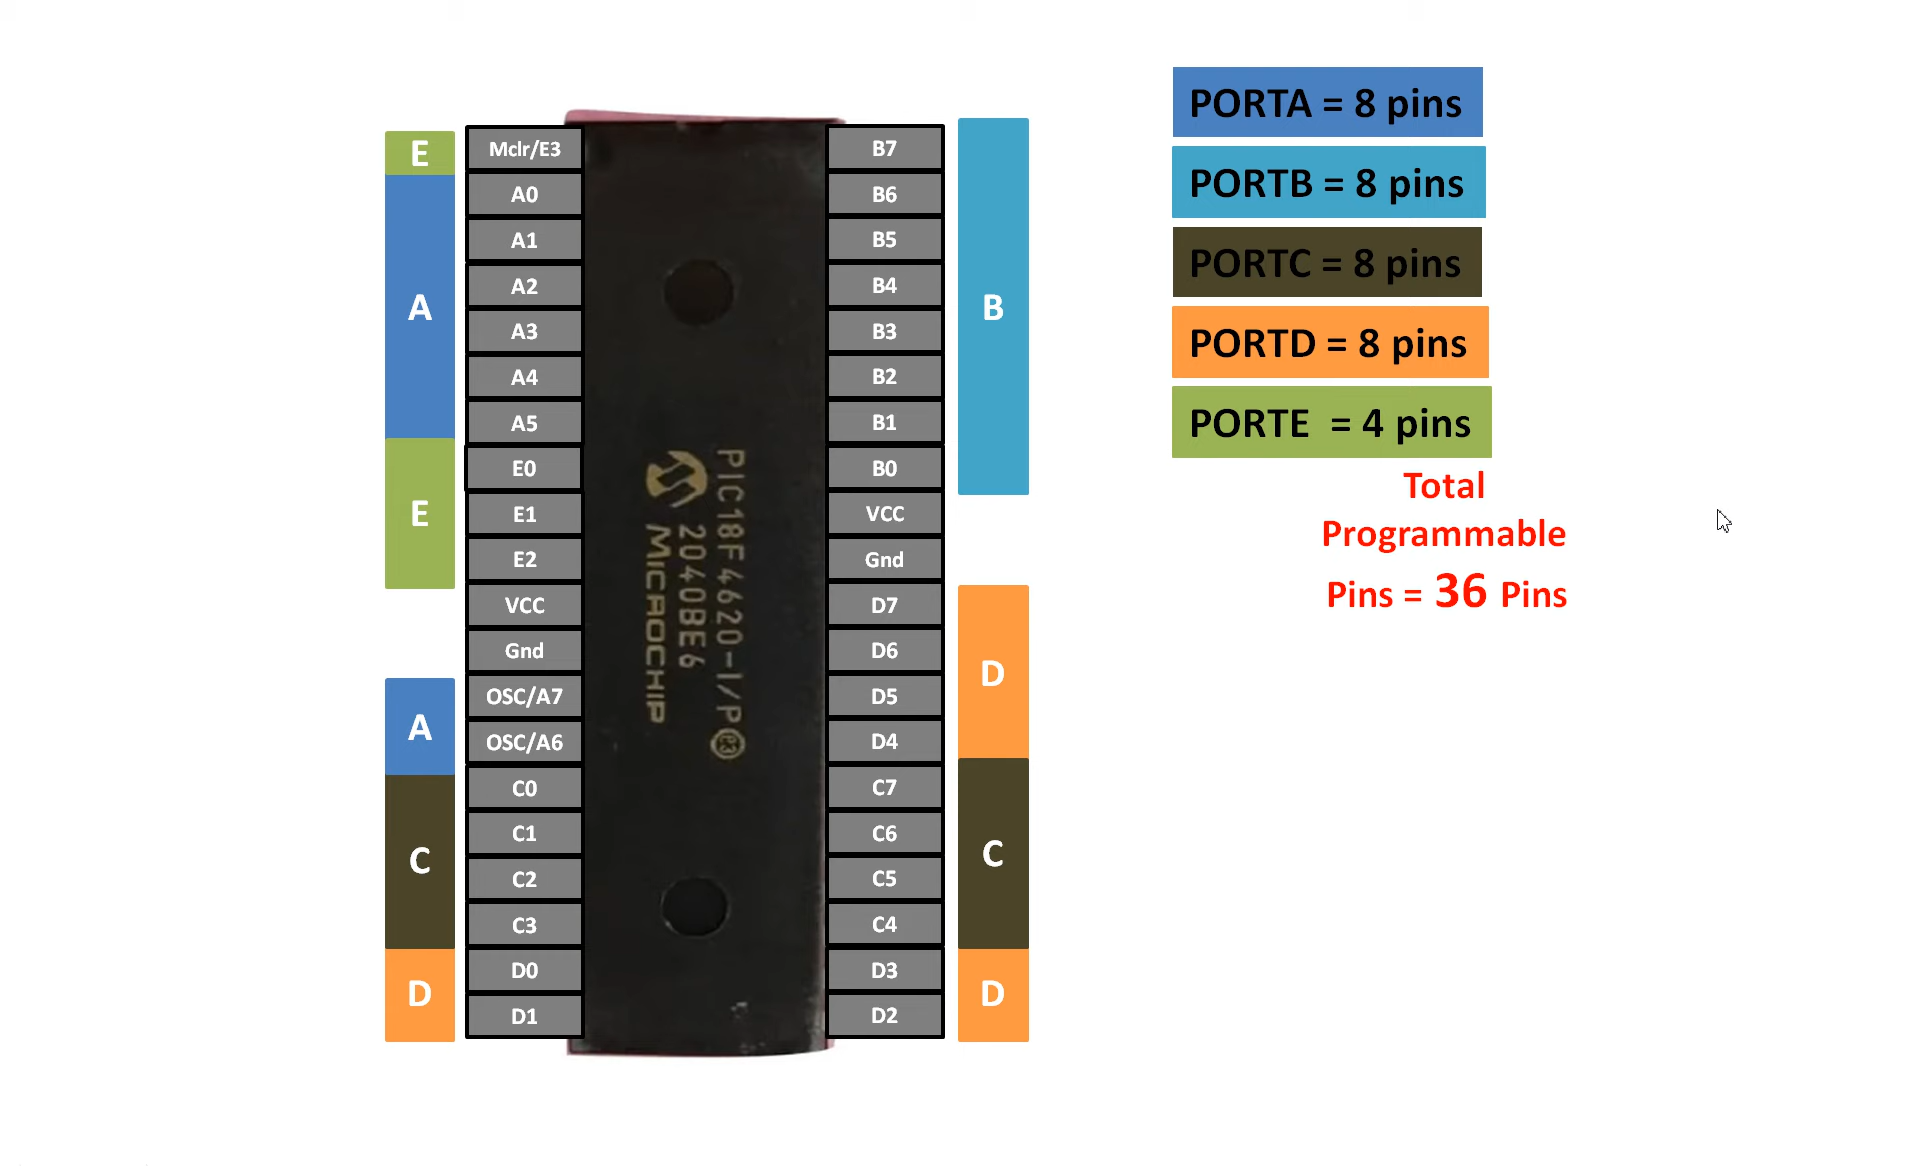 E
A
E
A
C
D
Mclr/E3
A0
A1
A2
A3
A4
A5
E0
E1
E2
VCC
Gnd
OSC/A7
OSC/A6
C0
C1
C2
C3
D0
D1
PIC18F4620-I/P e3
2040BE6
MICROCHIP
B7
B6
B5
B4
B3
B2
B1
B0
VCC
Gnd
D7
D6
D5
D4
C7
C6
C5
C4
D3
D2
B
D
C
D
PORTA = 8 pins
PORTB = 8 pins
PORTC = 8 pins
PORTD = 8 pins
PORTE = 4 pins
Total
Programmable
Pins = 36 Pins